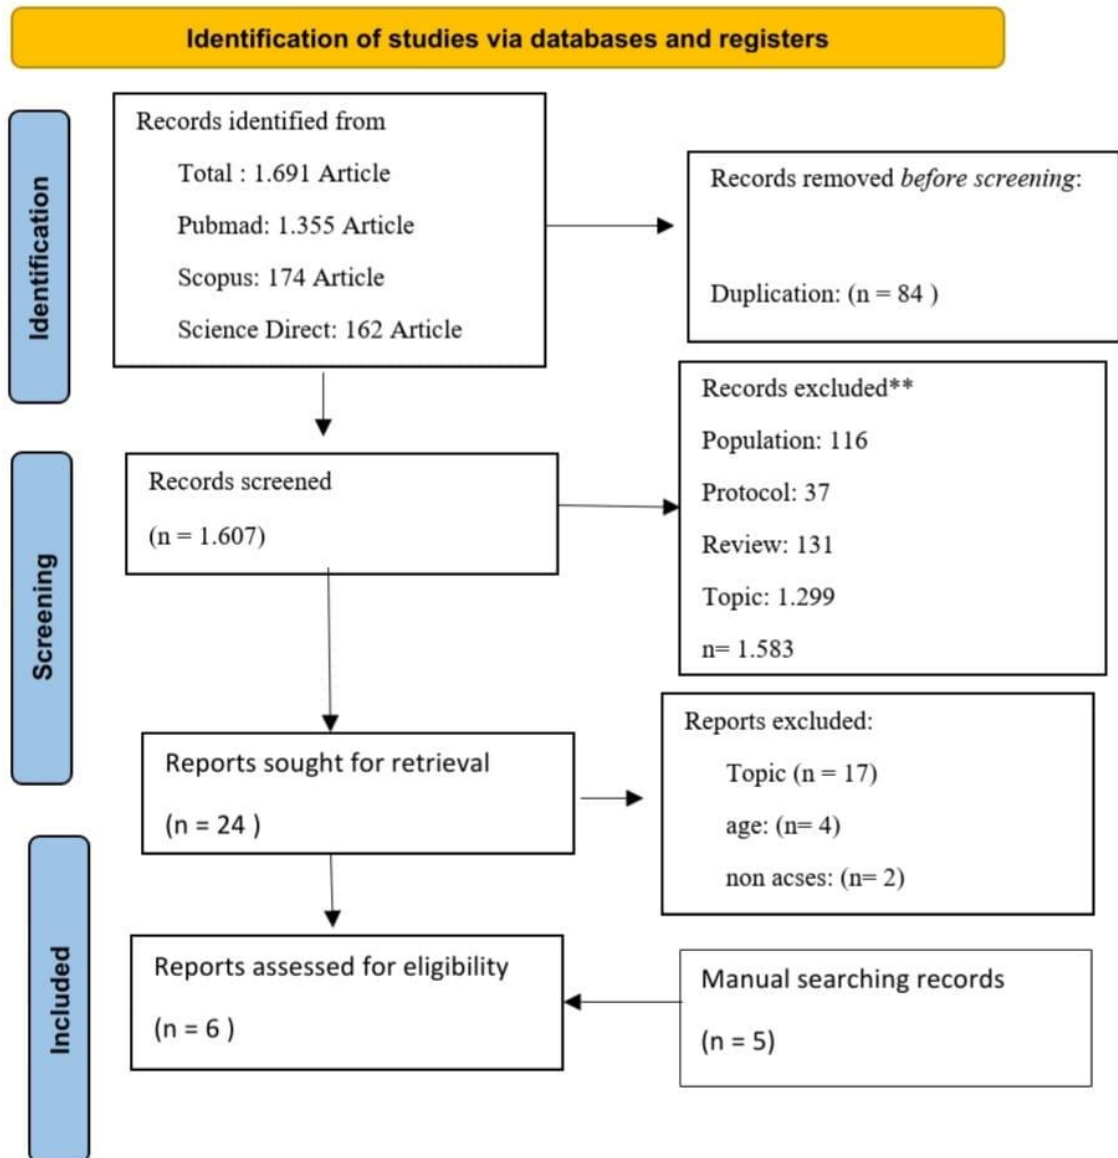 Identification of studies via databases and registers
Identification
Records identified from
Total : 1.691 Article
Pubmad: 1.355 Article
Scopus: 174 Article
Science Direct: 162 Article
Records removed before screening:
Duplication: (n = 84 )
Screening
Records screened
(n = 1.607)
Records excluded**
Population: 116
Protocol: 37
Review: 131
Topic: 1.299
n= 1.583
Reports sought for retrieval
(n = 24 )
Reports excluded:
Topic (n = 17)
age: (n= 4)
non acses: (n= 2)
Included
Reports assessed for eligibility
(n = 6 )
Manual searching records
(n = 5)